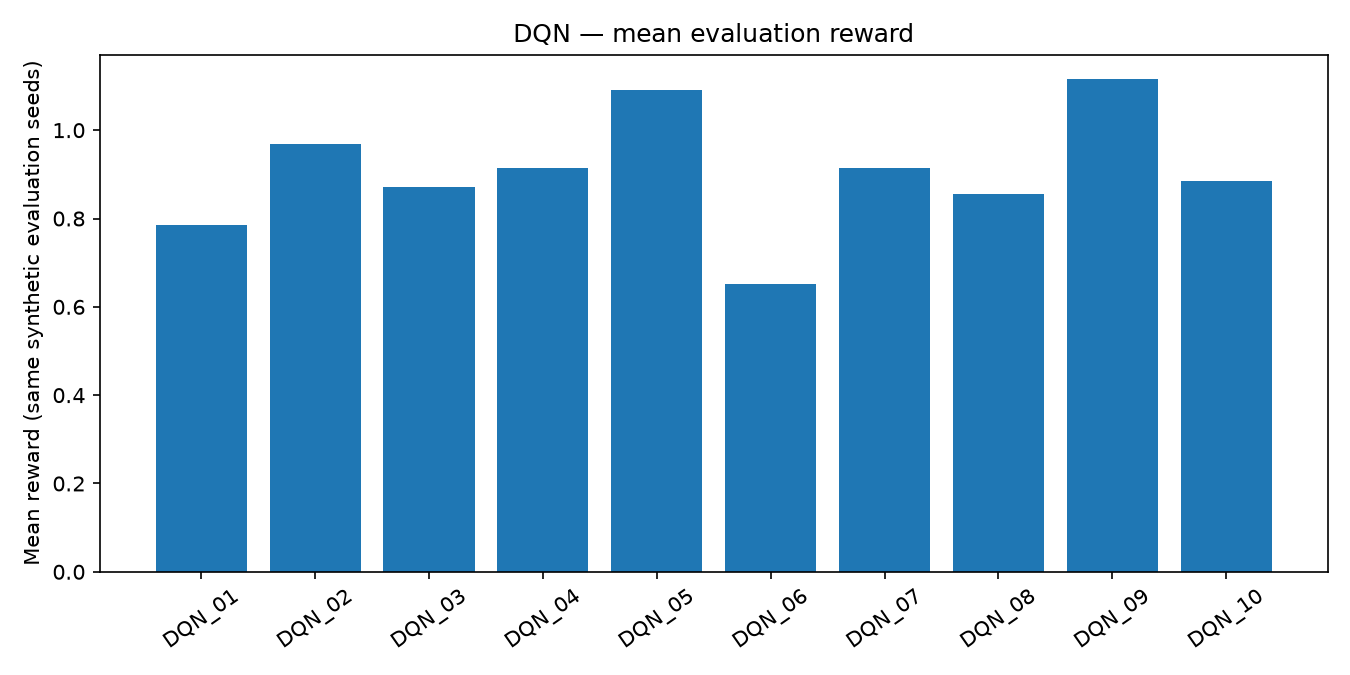 DQN — mean evaluation reward
Mean reward (same synthetic evaluation seeds)
1.0
0.8
0.6
0.4
0.2
0.0
DQN_01
DQN_02
DQN_03
DQN_04
DQN_05
DQN_06
DQN_07
DQN_08
DQN_09
DQN_10